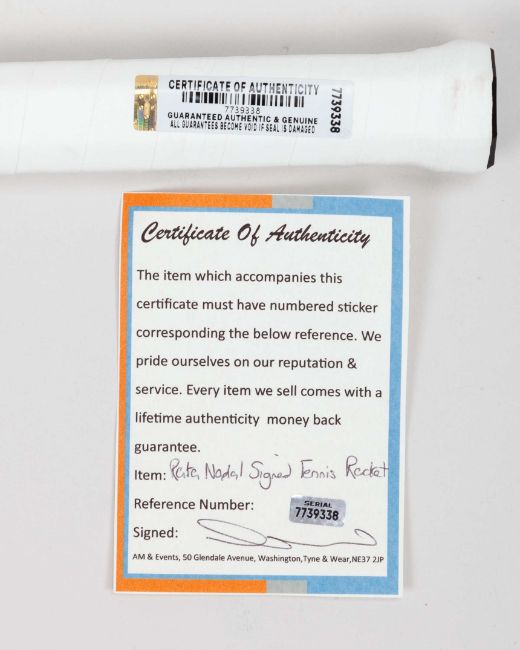 CERTIFICATE OF AUTHENTICITY
7739338
GUARANTEED AUTHENTIC & GENUINE
ALL GUARANTEES BECOME VOID IF SEAL IS DAMAGED
7739338
Certificate Of Authenticity
The item which accompanies this
certificate must have numbered sticker
corresponding the below reference. We
pride ourselves on our reputation &
service. Every item we sell comes with a
lifetime authenticity money back
guarantee.
Item: Rafa Nadal Signed Tennis Racket
Reference Number:
SERIAL
7739338
Signed:
AM & Events, 50 Glendale Avenue, Washington,Tyne & Wear,NE37 2JP